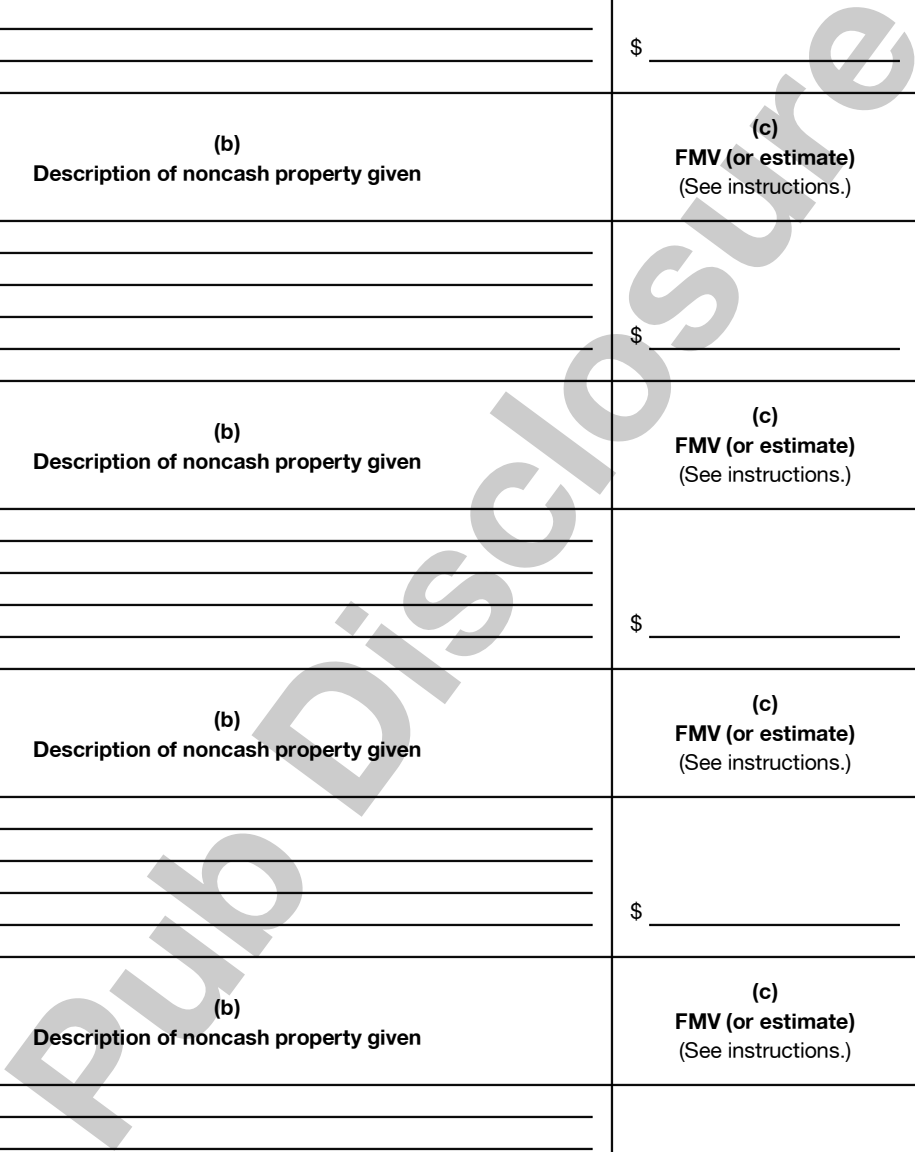 $
(b)
Description of noncash property given
(c)
FMV (or estimate)
(See instructions.)
$
(b)
Description of noncash property given
(c)
FMV (or estimate)
(See instructions.)
$
(b)
Description of noncash property given
(c)
FMV (or estimate)
(See instructions.)
$
(b)
Description of noncash property given
(c)
FMV (or estimate)
(See instructions.)
Pub Disclosure